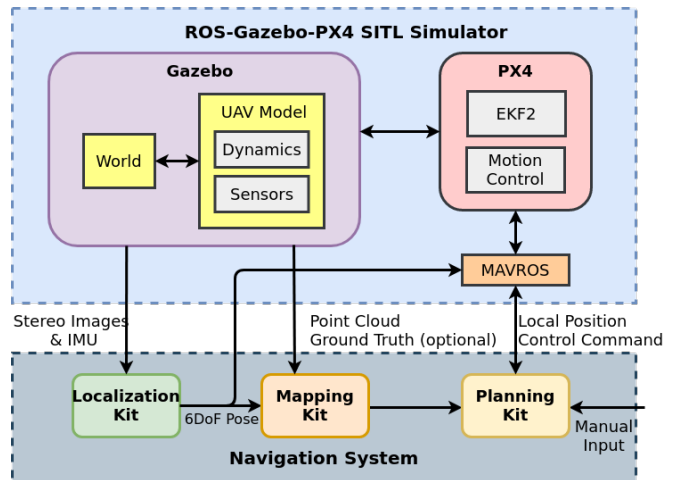 ROS-Gazebo-PX4 SITL Simulator
Gazebo
PX4
UAV Model
EKF2
World
Dynamics
Motion
Control
Sensors
MAVROS
Stereo Images
& IMU
Point Cloud
Ground Truth (optional)
Local Position
Control Command
Localization
Kit
6DoF Pose
Mapping
Kit
Planning
Kit
Manual
Input
Navigation System